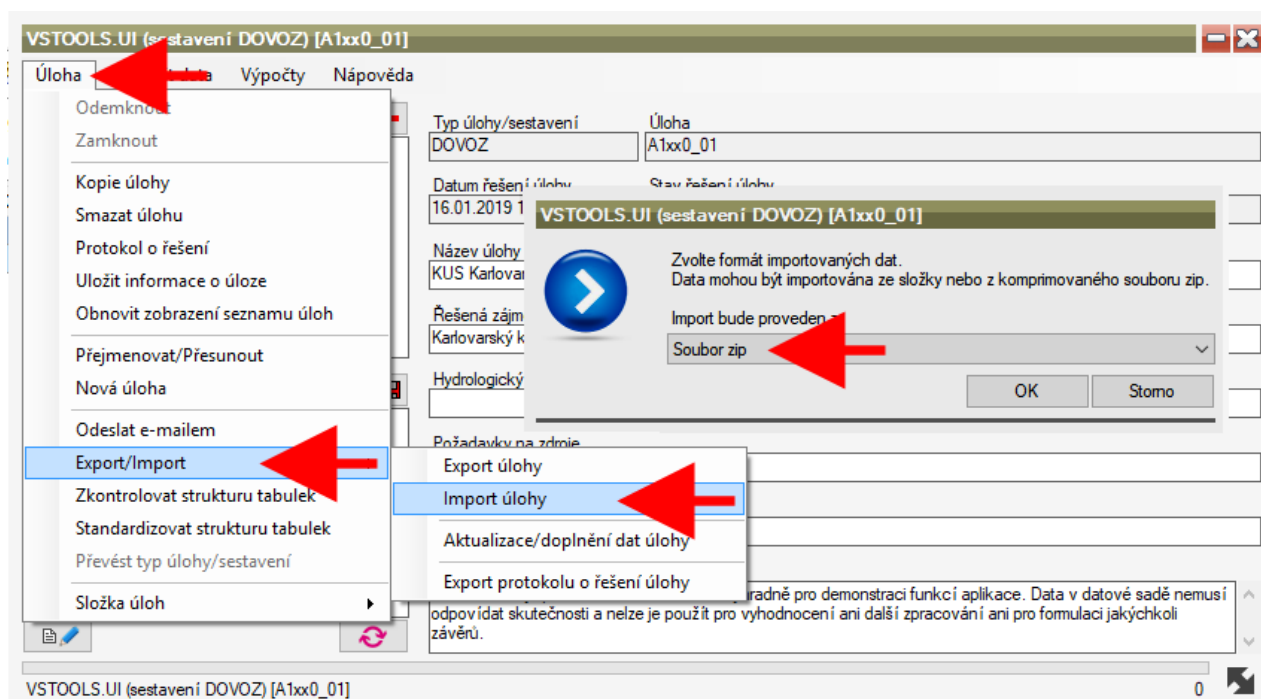 VSTOOLS.UI (sestavení DOVOZ) [A1xx0_01]
Úloha Výpočty Nápověda
Odemknout
Zamknout
Kopie úlohy
Smazat úlohu
Protokol o řešení
Uložit informace o úloze
Obnovit zobrazení seznamu úloh
Přejmenovat/Přesunout
Nová úloha
Odeslat e-mailem
Export/Import
Zkontrolovat strukturu tabulek
Standardizovat strukturu tabulek
Převést typ úlohy/sestavení
Složka úloh
Export úlohy
Import úlohy
Aktualizace/doplnění dat úlohy
Export protokolu o řešení úlohy
Typ úlohy/sestavení Úloha
DOVOZ A1xx0_01
Datum řešení úlohy Stav řešení úlohy
16.01.2019 1
Název úlohy
KUS Karlovar
Řešená zájm
Karlovarský k
Hydrologický
Požadavky na zdroje
VSTOOLS.UI (sestavení DOVOZ) [A1xx0_01]
Zvolte formát importovaných dat.
Data mohou být importována ze složky nebo z komprimovaného souboru zip.
Import bude proveden
Soubor zip
OK Storno
pro demonstraci funkcí aplikace. Data v datové sadě nemusí
odpovídat skutečnosti a nelze je použít pro vyhodnocení ani další zpracování ani pro formulaci jakýchkoli
závěrů.
VSTOOLS.UI (sestavení DOVOZ) [A1xx0_01] 0